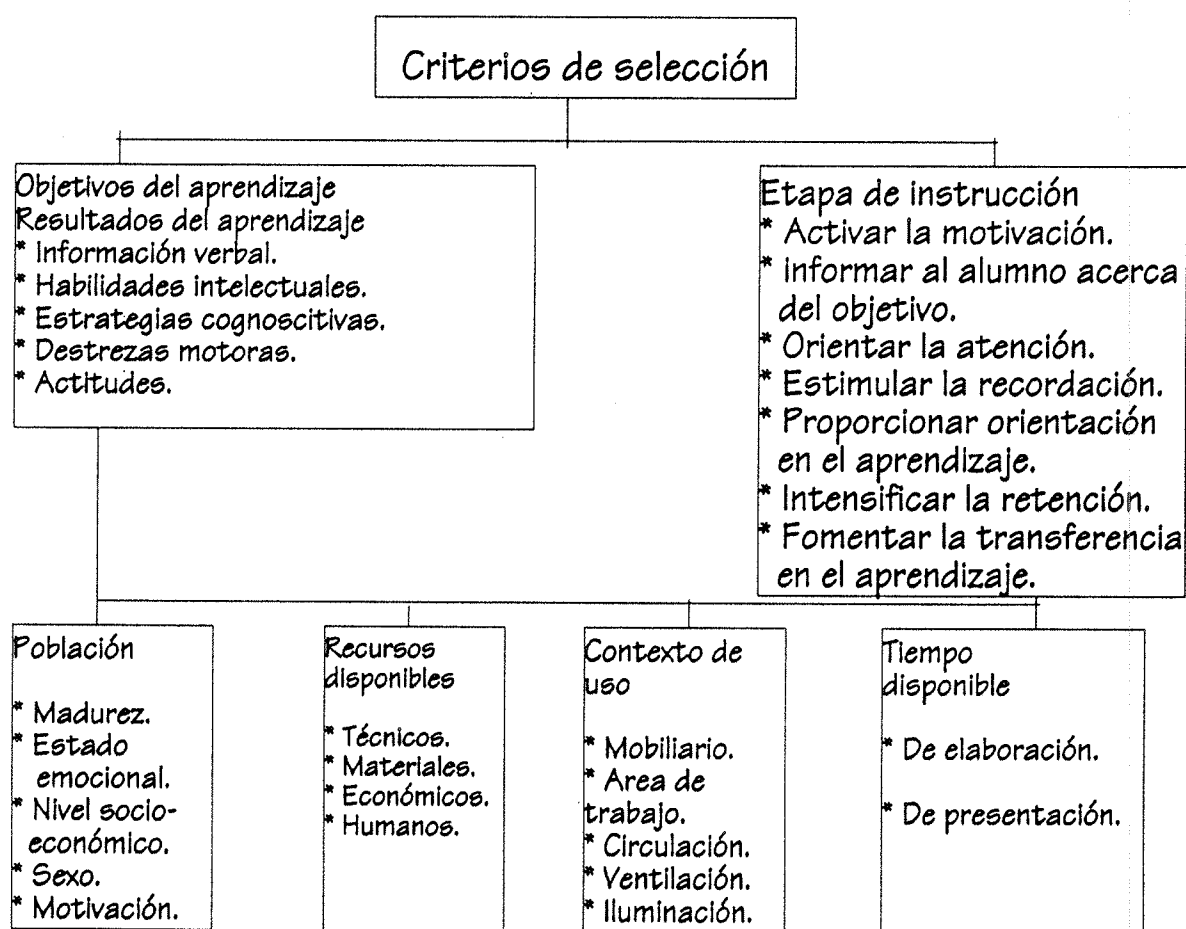 Criterios de selección
Objetivos del aprendizaje
Resultados del aprendizaje
* Información verbal.
* Habilidades intelectuales.
* Estrategias cognoscitivas.
* Destrezas motoras.
* Actitudes.
Etapa de instrucción
* Activar la motivación.
* Informar al alumno acerca
del objetivo.
* Orientar la atención.
* Estimular la recordación.
* Proporcionar orientación
en el aprendizaje.
* Intensificar la retención.
* Fomentar la transferencia
en el aprendizaje.
Población
* Madurez.
* Estado
emocional.
* Nivel socio-
económico.
* Sexo.
* Motivación.
Recursos
disponibles
* Técnicos.
* Materiales.
* Económicos.
* Humanos.
Contexto de
uso
* Mobiliario.
* Area de
trabajo.
* Circulación.
* Ventilación.
* Iluminación.
Tiempo
disponible
* De elaboración.
* De presentación.